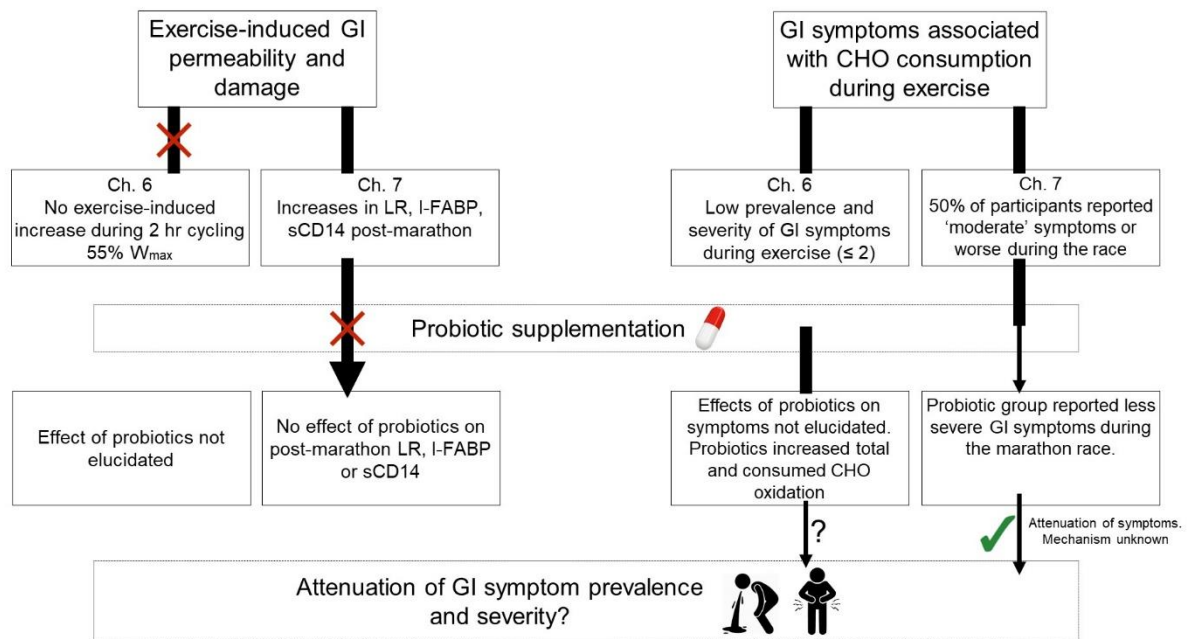 Exercise-induced GI
permeability and
damage
GI symptoms associated
with CHO consumption
during exercise
Ch. 6
No exercise-induced
increase during 2 hr cycling
55% Wmax
Ch. 7
Increases in LR, I-FABP,
sCD14 post-marathon
Ch. 6
Low prevalence and
severity of GI symptoms
during exercise (≤ 2)
Ch. 7
50% of participants reported
‘moderate’ symptoms or
worse during the race
Probiotic supplementation
Effect of probiotics not
elucidated
No effect of probiotics on
post-marathon LR, I-FABP
or sCD14
Effects of probiotics on
symptoms not elucidated.
Probiotics increased total
and consumed CHO
oxidation
Probiotic group reported less
severe GI symptoms during
the marathon race.
?
Attenuation of symptoms.
Mechanism unknown
Attenuation of GI symptom prevalence
and severity?